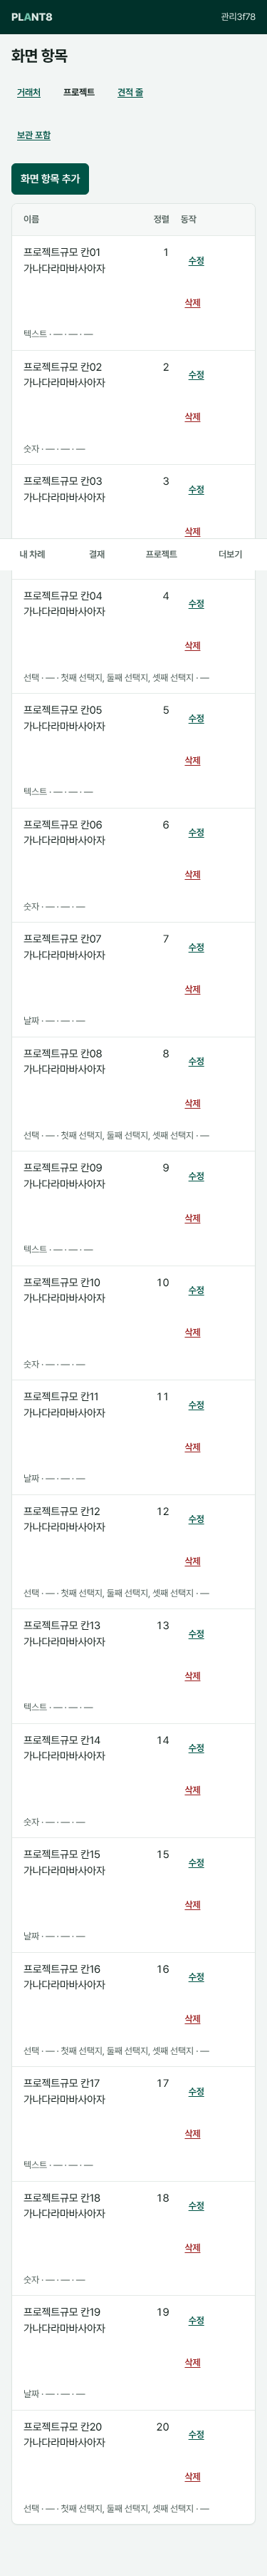 PLANT8 관리3f78
화면 항목
거래처 프로젝트 견적 줄
보관 포함
화면 항목 추가
이름 정렬 동작
프로젝트규모 칸01 1 수정
가나다라마바사아자
삭제
텍스트 · — · — · —
프로젝트규모 칸02 2 수정
가나다라마바사아자
삭제
숫자 · — · — · —
프로젝트규모 칸03 3 수정
가나다라마바사아자
삭제
내 차례 결재 프로젝트 더보기
프로젝트규모 칸04 4 수정
가나다라마바사아자
삭제
선택 · — · 첫째 선택지, 둘째 선택지, 셋째 선택지 · —
프로젝트규모 칸05 5 수정
가나다라마바사아자
삭제
텍스트 · — · — · —
프로젝트규모 칸06 6 수정
가나다라마바사아자
삭제
숫자 · — · — · —
프로젝트규모 칸07 7 수정
가나다라마바사아자
삭제
날짜 · — · — · —
프로젝트규모 칸08 8 수정
가나다라마바사아자
삭제
선택 · — · 첫째 선택지, 둘째 선택지, 셋째 선택지 · —
프로젝트규모 칸09 9 수정
가나다라마바사아자
삭제
텍스트 · — · — · —
프로젝트규모 칸10 10 수정
가나다라마바사아자
삭제
숫자 · — · — · —
프로젝트규모 칸11 11 수정
가나다라마바사아자
삭제
날짜 · — · — · —
프로젝트규모 칸12 12 수정
가나다라마바사아자
삭제
선택 · — · 첫째 선택지, 둘째 선택지, 셋째 선택지 · —
프로젝트규모 칸13 13 수정
가나다라마바사아자
삭제
텍스트 · — · — · —
프로젝트규모 칸14 14 수정
가나다라마바사아자
삭제
숫자 · — · — · —
프로젝트규모 칸15 15 수정
가나다라마바사아자
삭제
날짜 · — · — · —
프로젝트규모 칸16 16 수정
가나다라마바사아자
삭제
선택 · — · 첫째 선택지, 둘째 선택지, 셋째 선택지 · —
프로젝트규모 칸17 17 수정
가나다라마바사아자
삭제
텍스트 · — · — · —
프로젝트규모 칸18 18 수정
가나다라마바사아자
삭제
숫자 · — · — · —
프로젝트규모 칸19 19 수정
가나다라마바사아자
삭제
날짜 · — · — · —
프로젝트규모 칸20 20 수정
가나다라마바사아자
삭제
선택 · — · 첫째 선택지, 둘째 선택지, 셋째 선택지 · —